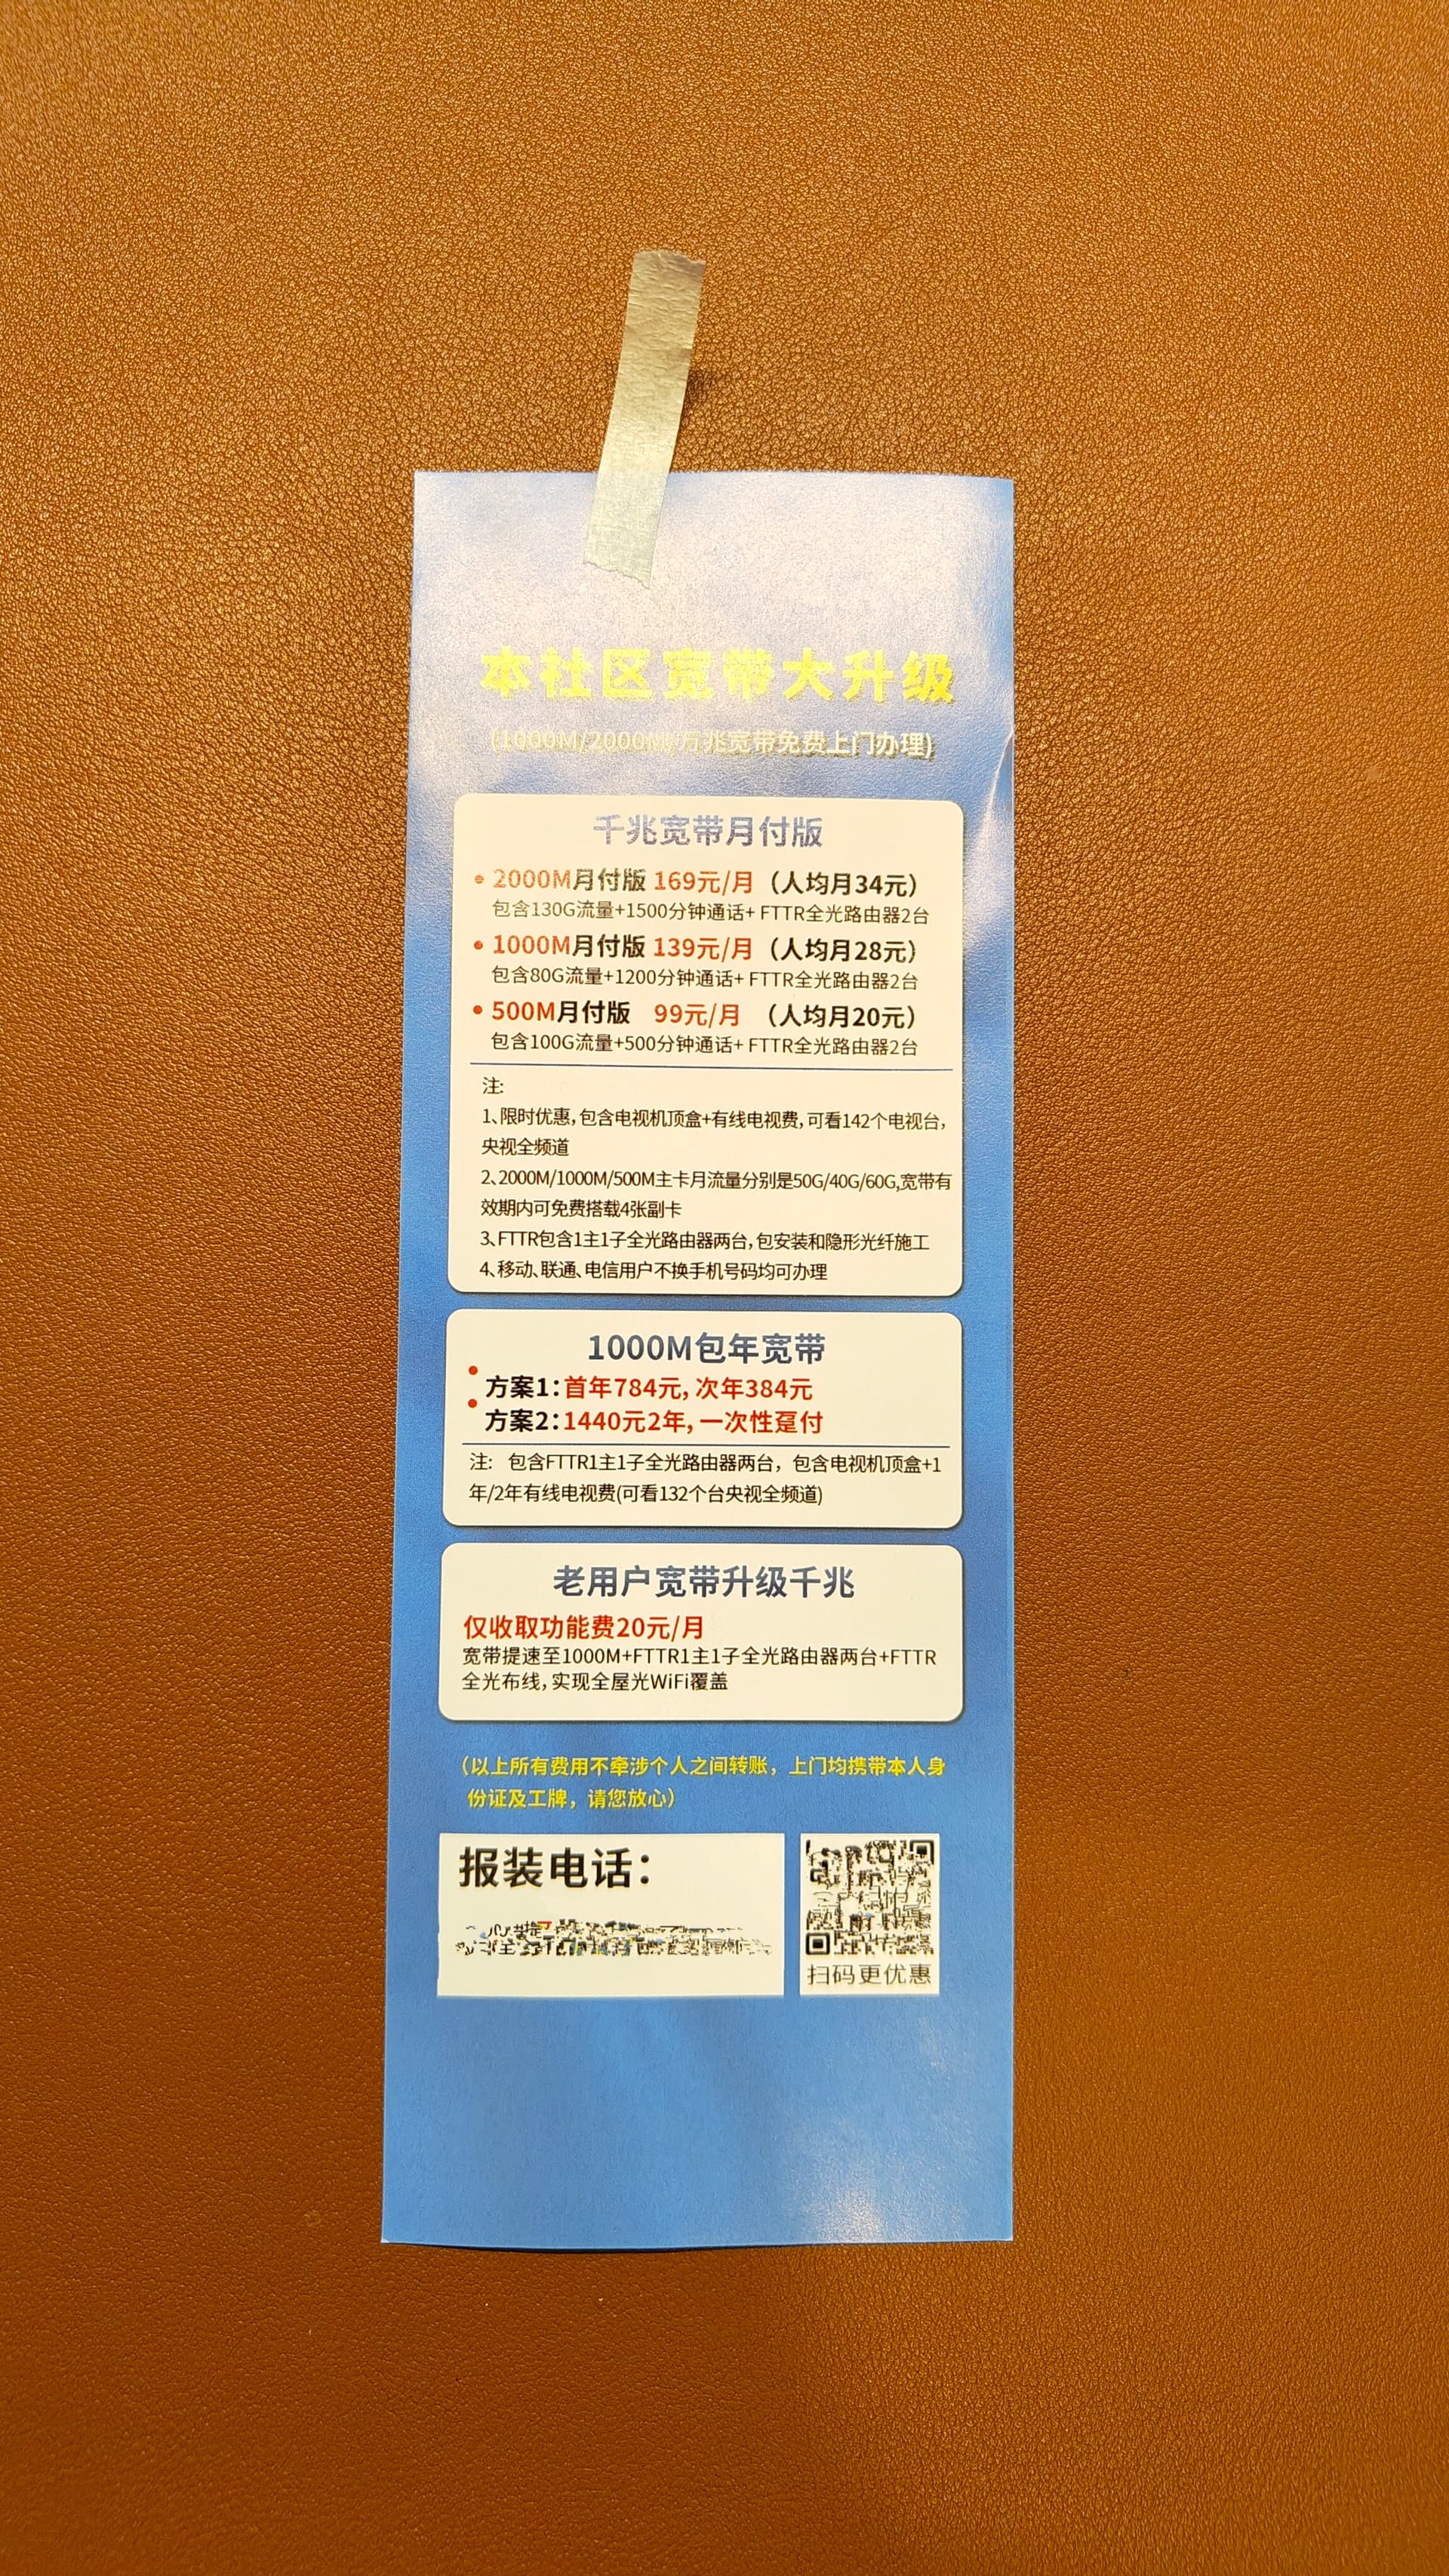 本社区宽带大升级
(1000M/2000M/万兆宽带免费上门办理)
千兆宽带月付版
2000M月付版 169元/月（人均月34元）
包含130G流量+1500分钟通话+ FTTR全光路由器2台
1000M月付版 139元/月（人均月28元）
包含80G流量+1200分钟通话+ FTTR全光路由器2台
500M月付版 99元/月 （人均月20元）
包含100G流量+500分钟通话+ FTTR全光路由器2台
注:
1、限时优惠,包含电视机顶盒+有线电视费,可看142个电视台,
央视全频道
2、2000M/1000M/500M主卡月流量分别是50G/40G/60G,宽带有
效期内可免费搭载4张副卡
3、FTTR包含1主1子全光路由器两台,包安装和隐形光纤施工
4、移动、联通、电信用户不换手机号码均可办理
1000M包年宽带
方案1:首年784元,次年384元
方案2:1440元2年,一次性趸付
注: 包含FTTR1主1子全光路由器两台，包含电视机顶盒+1
年/2年有线电视费(可看132个台央视全频道)
老用户宽带升级千兆
仅收取功能费20元/月
宽带提速至1000M+FTTR1主1子全光路由器两台+FTTR
全光布线,实现全屋光WiFi覆盖
（以上所有费用不牵涉个人之间转账，上门均携带本人身
份证及工牌，请您放心）
报装电话：
扫码更优惠